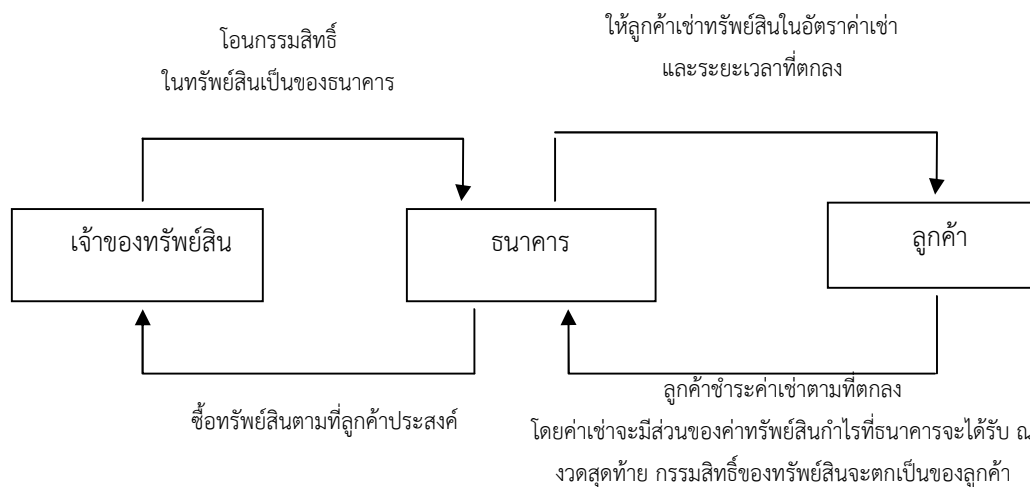 โอนกรรมสิทธิ์
ในทรัพย์สินเป็นของธนาคาร
ให้ลูกค้าเช่าทรัพย์สินในอัตราค่าเช่า
และระยะเวลาที่ตกลง
เจ้าของทรัพย์สิน
ธนาคาร
ลูกค้า
ซื้อทรัพย์สินตามที่ลูกค้าประสงค์
ลูกค้าชำระค่าเช่าตามที่ตกลง
โดยค่าเช่าจะมีส่วนของค่าทรัพย์สินกำไรที่ธนาคารจะได้รับ ณ
งวดสุดท้าย กรรมสิทธิ์ของทรัพย์สินจะตกเป็นของลูกค้า